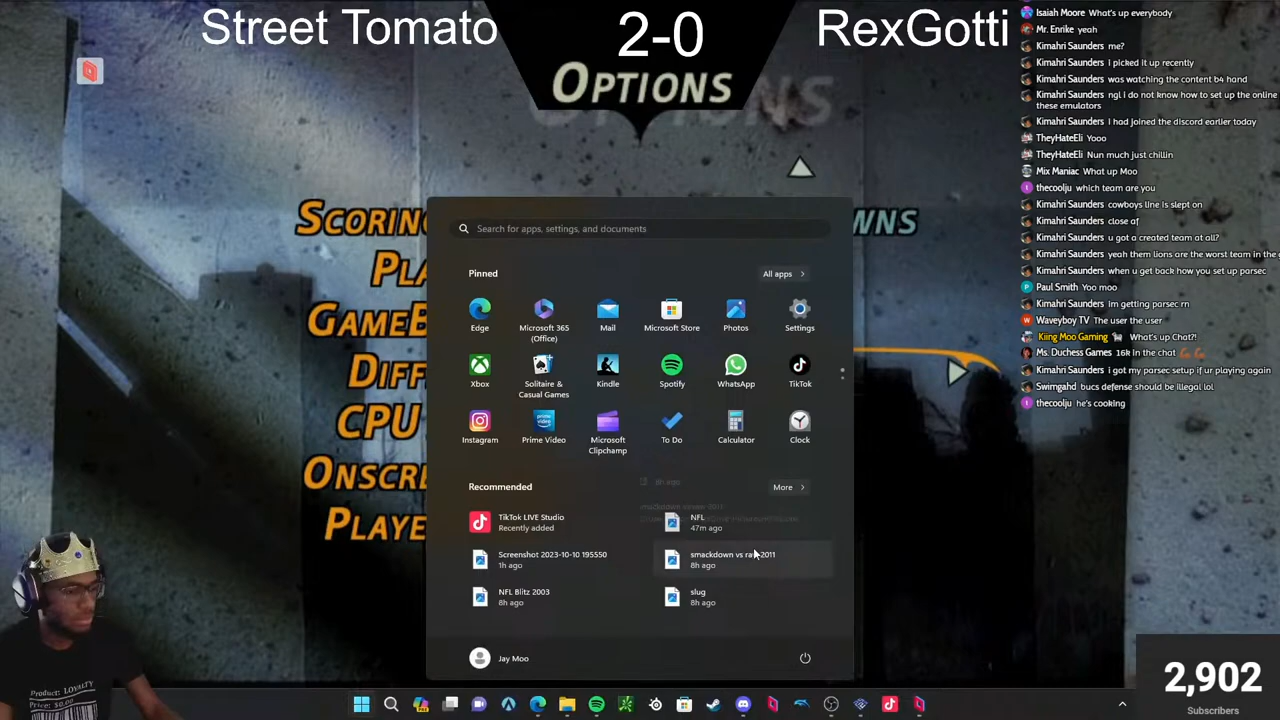 Street Tomato
2-0
RexGotti
OPTIONS
SCORIN
WNS
PL
GAMEB
DIF
CPU
ONSCR
PLAYE
Search for apps, settings, and documents
Pinned
All apps
Edge
Microsoft 365
(Office)
Mail
Microsoft Store
Photos
Settings
Xbox
Solitaire &
Casual Games
Kindle
Spotify
WhatsApp
TikTok
Instagram
Prime Video
Microsoft
Clipchamp
To Do
Calculator
Clock
Recommended
More
TikTok LIVE Studio
Recently added
NFL
47m ago
Screenshot 2023-10-10 195550
1h ago
smackdown vs raw 2011
8h ago
NFL Blitz 2003
8h ago
slug
8h ago
Jay Moo
Isaiah Moore What's up everybody
Mr. Enrike yeah
Kimahri Saunders me?
Kimahri Saunders I picked it up recently
Kimahri Saunders was watching the content b4 hand
Kimahri Saunders ngl i do not know how to set up the online
these emulators
Kimahri Saunders I had joined the discord earlier today
TheyHateEli Yooo
TheyHateEli Nun much just chillin
Mix Maniac What up Moo
thecoolju which team are you
Kimahri Saunders cowboys line is slept on
Kimahri Saunders close af
Kimahri Saunders u got a created team at all?
Kimahri Saunders yeah them lions are the worst team in the g
Kimahri Saunders when u get back how you set up parsec
Paul Smith Yoo moo
Kimahri Saunders im getting parsec rn
Waveyboy TV The user the user
Kiing Moo Gaming What's up Chat?!
Ms. Duchess Games 16k in the chat
Kimahri Saunders i got my parsec setup if ur playing again
Swimgahd bucs defense should be illegal lol
thecoolju he's cooking
Product: LOYALTY
Price: $0.00
2,902
Subscribers